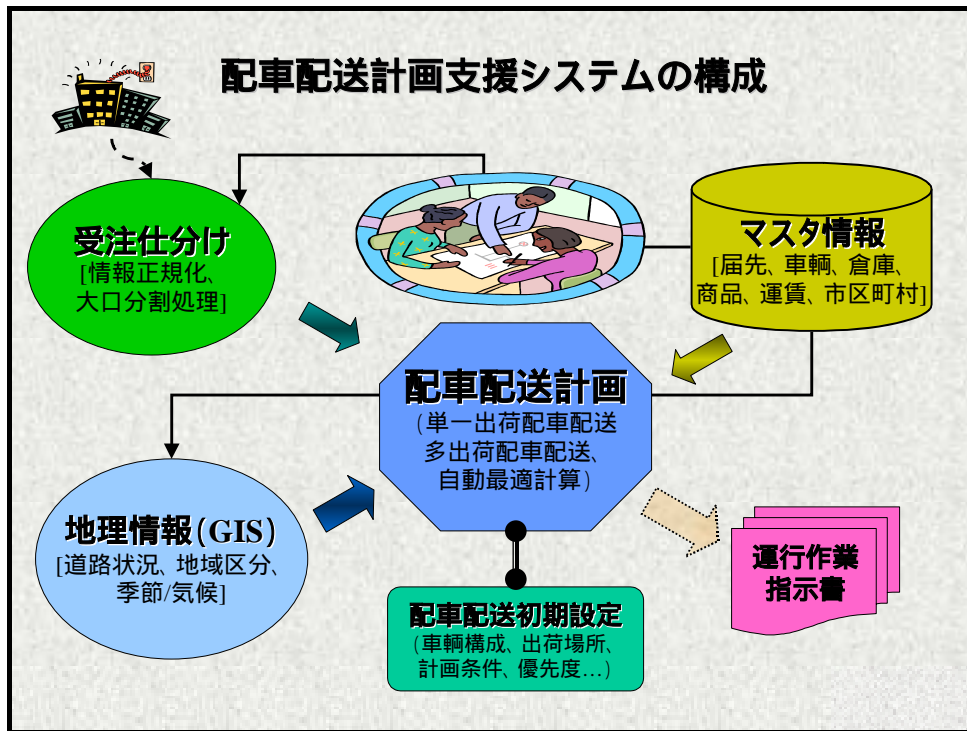 配車配送計画支援システムの構成
受注仕分け
[情報正規化、
大口分割処理]
マスタ情報
[届先、車輌、倉庫、
商品、運賃、市区町村]
配車配送計画
(単一出荷配車配送
多出荷配車配送、
自動最適計算)
地理情報(GIS)
[道路状況、地域区分、
季節/気候]
運行作業
指示書
配車配送初期設定
(車輌構成、出荷場所、
計画条件、優先度…)